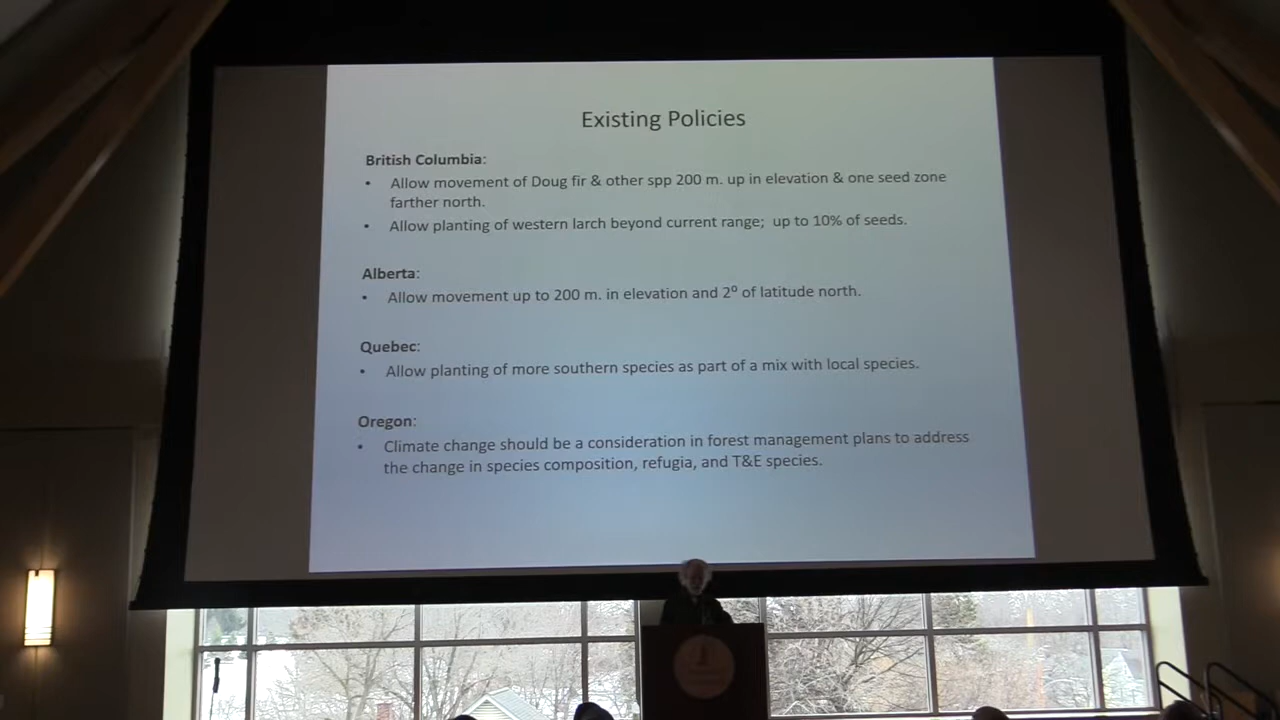 Existing Policies
British Columbia:
• Allow movement of Doug fir & other spp 200 m. up in elevation & one seed zone
farther north.
• Allow planting of western larch beyond current range; up to 10% of seeds.
Alberta:
• Allow movement up to 200 m. in elevation and 2º of latitude north.
Quebec:
• Allow planting of more southern species as part of a mix with local species.
Oregon:
• Climate change should be a consideration in forest management plans to address
the change in species composition, refugia, and T&E species.